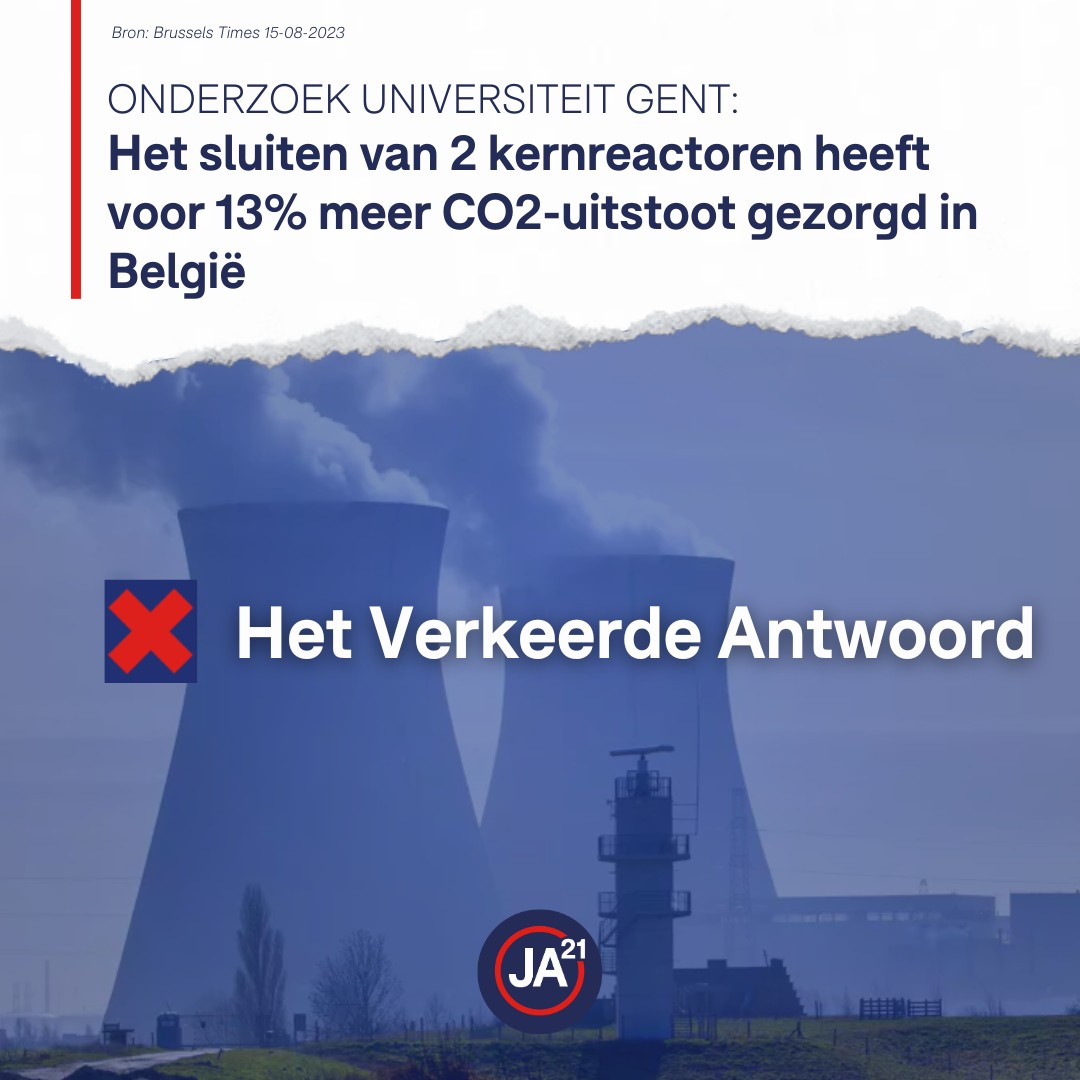 Bron: Brussels Times 15-08-2023
ONDERZOEK UNIVERSITEIT GENT:
Het sluiten van 2 kernreactoren heeft
voor 13% meer CO2-uitstoot gezorgd in
België
Het Verkeerde Antwoord
JA21